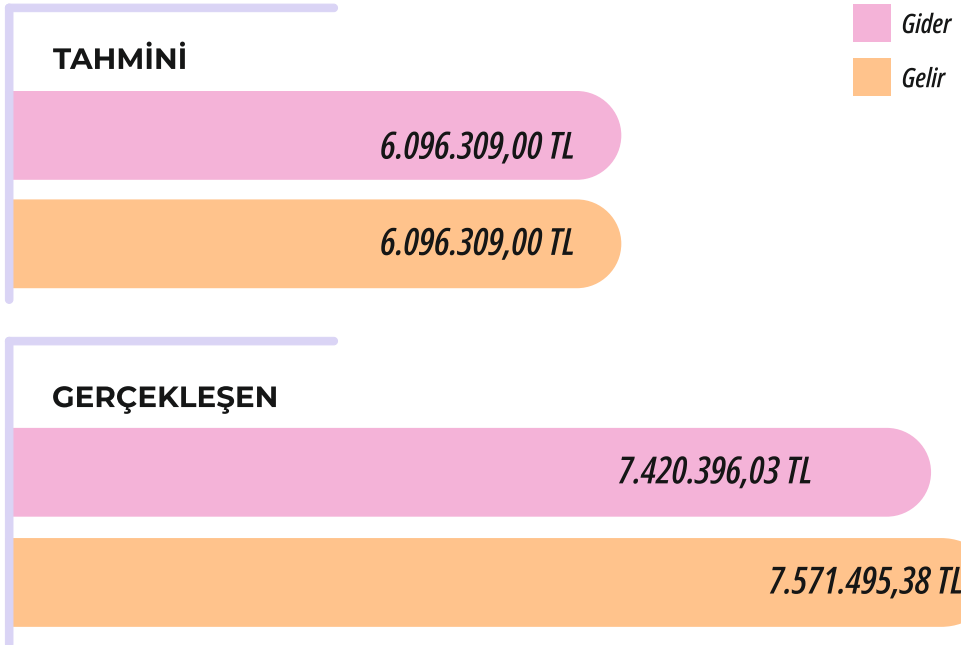 TAHMİNİ
Gider
Gelir
6.096.309,00 TL
6.096.309,00 TL
GERÇEKLEŞEN
7.420.396,03 TL
7.571.495,38 TL